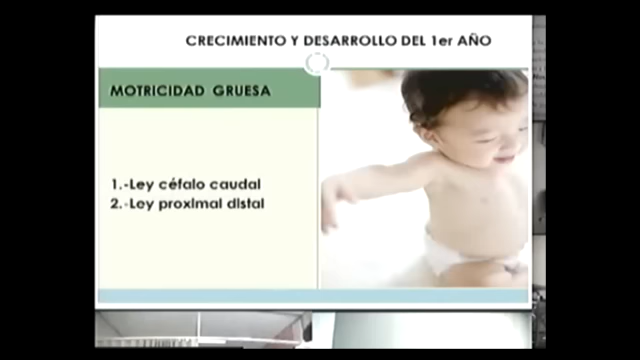 CRECIMIENTO Y DESARROLLO DEL 1er AÑO
MOTRICIDAD GRUESA
1.-Ley céfalo caudal
2.-Ley proximal distal